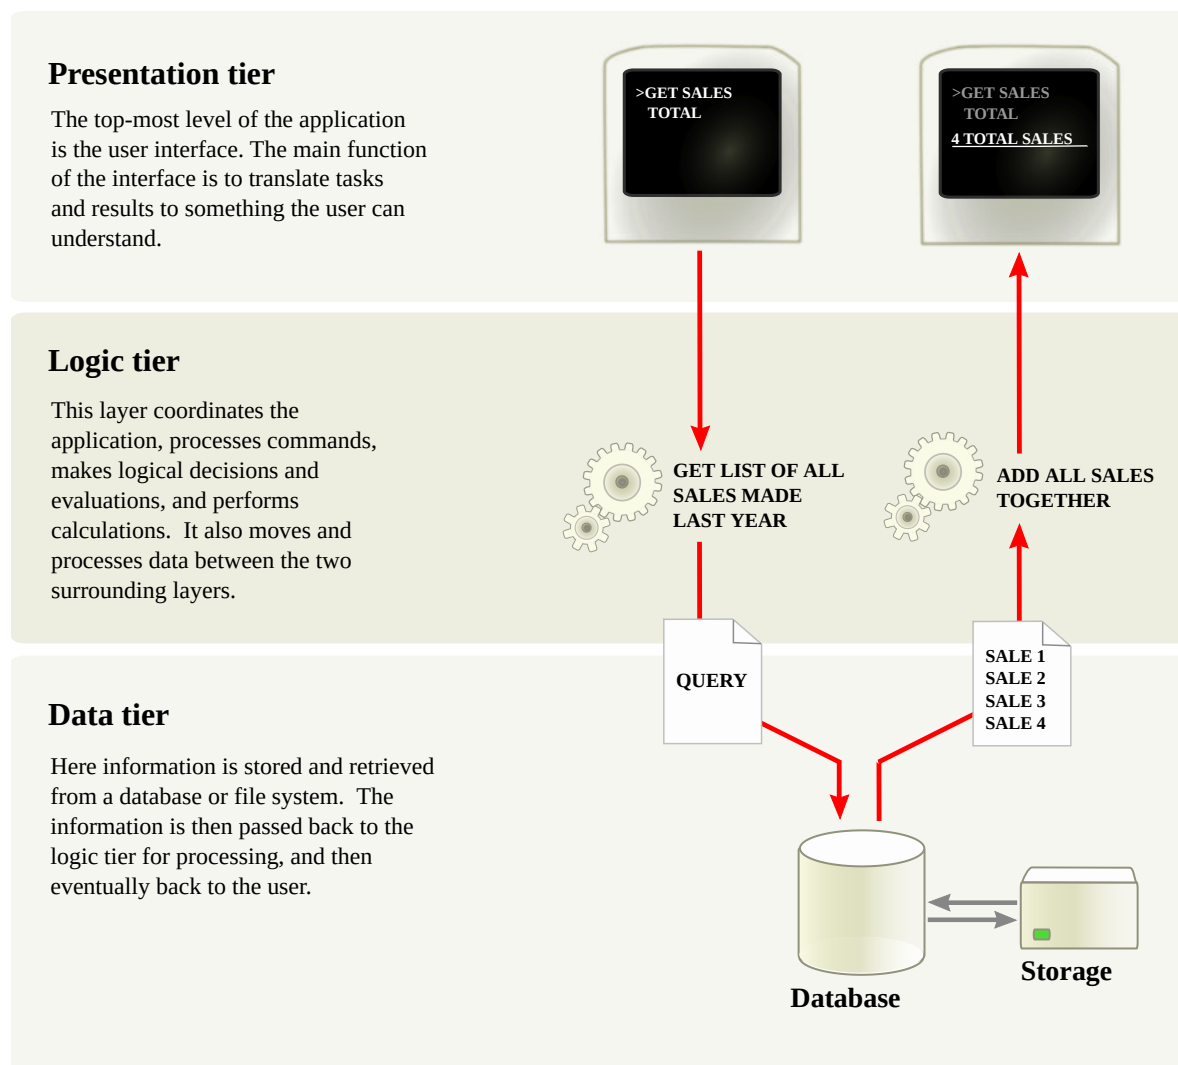 Presentation tier
The top-most level of the application
is the user interface. The main function
of the interface is to translate tasks
and results to something the user can
understand.
>GET SALES
TOTAL
>GET SALES
TOTAL
4 TOTAL SALES
Logic tier
This layer coordinates the
application, processes commands,
makes logical decisions and
evaluations, and performs
calculations.  It also moves and
processes data between the two
surrounding layers.
GET LIST OF ALL
SALES MADE
LAST YEAR
ADD ALL SALES
TOGETHER
QUERY
SALE 1
SALE 2
SALE 3
SALE 4
Data tier
Here information is stored and retrieved
from a database or file system.  The
information is then passed back to the
logic tier for processing, and then
eventually back to the user.
Database
Storage